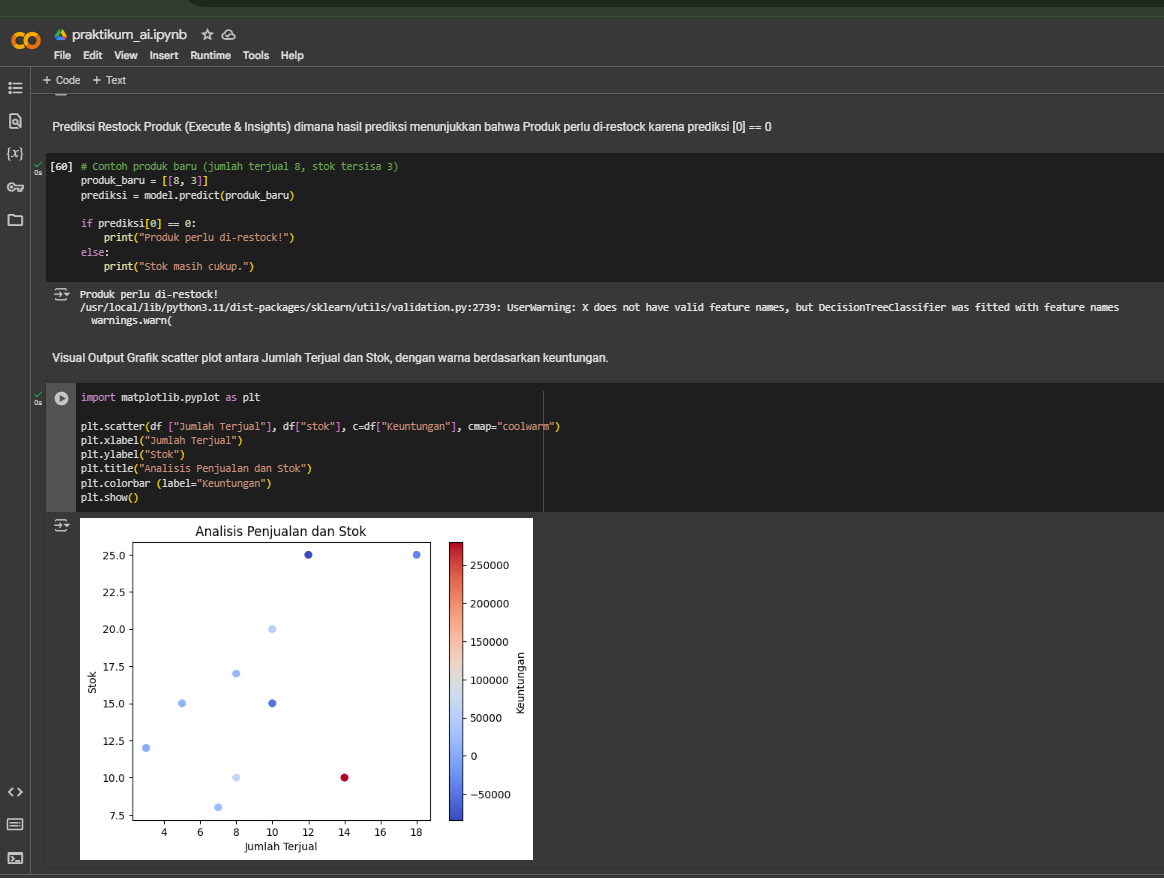 praktikum_ai.ipynb
File Edit View Insert Runtime Tools Help
+ Code + Text
Prediksi Restock Produk (Execute & Insights) dimana hasil prediksi menunjukkan bahwa Produk perlu di-restock karena prediksi [0] == 0
[60] # Contoh produk baru (jumlah terjual 8, stok tersisa 3)
0s
produk_baru = [[8, 3]]
prediksi = model.predict(produk_baru)
if prediksi[0] == 0:
print("Produk perlu di-restock!")
else:
print("Stok masih cukup.")
Produk perlu di-restock!
/usr/local/lib/python3.11/dist-packages/sklearn/utils/validation.py:2739: UserWarning: X does not have valid feature names, but DecisionTreeClassifier was fitted with feature names
warnings.warn(
Visual Output Grafik scatter plot antara Jumlah Terjual dan Stok, dengan warna berdasarkan keuntungan.
0s
import matplotlib.pyplot as plt
plt.scatter(df ["Jumlah Terjual"], df["stok"], c=df["Keuntungan"], cmap="coolwarm")
plt.xlabel("Jumlah Terjual")
plt.ylabel("Stok")
plt.title("Analisis Penjualan dan Stok")
plt.colorbar (label="Keuntungan")
plt.show()
Analisis Penjualan dan Stok
25.0
22.5
20.0
17.5
15.0
12.5
10.0
7.5
Stok
4 6 8 10 12 14 16 18
Jumlah Terjual
250000
200000
150000
100000
50000
0
−50000
Keuntungan